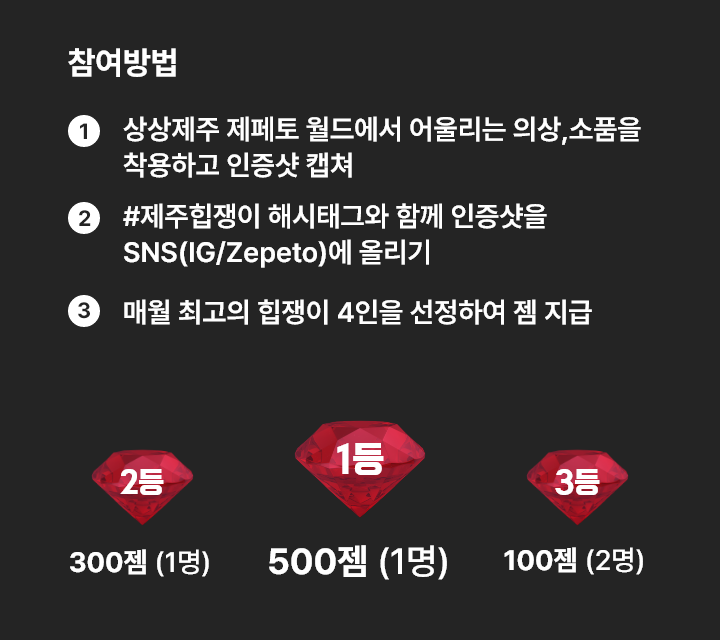 참여방법
1 상상제주 제페토 월드에서 어울리는 의상,소품을
착용하고 인증샷 캡쳐
2 #제주힙쟁이 해시태그와 함께 인증샷을
SNS(IG/Zepeto)에 올리기
3 매월 최고의 힙쟁이 4인을 선정하여 젬 지급
2등
1등
3등
300젬 (1명)
500젬 (1명)
100젬 (2명)